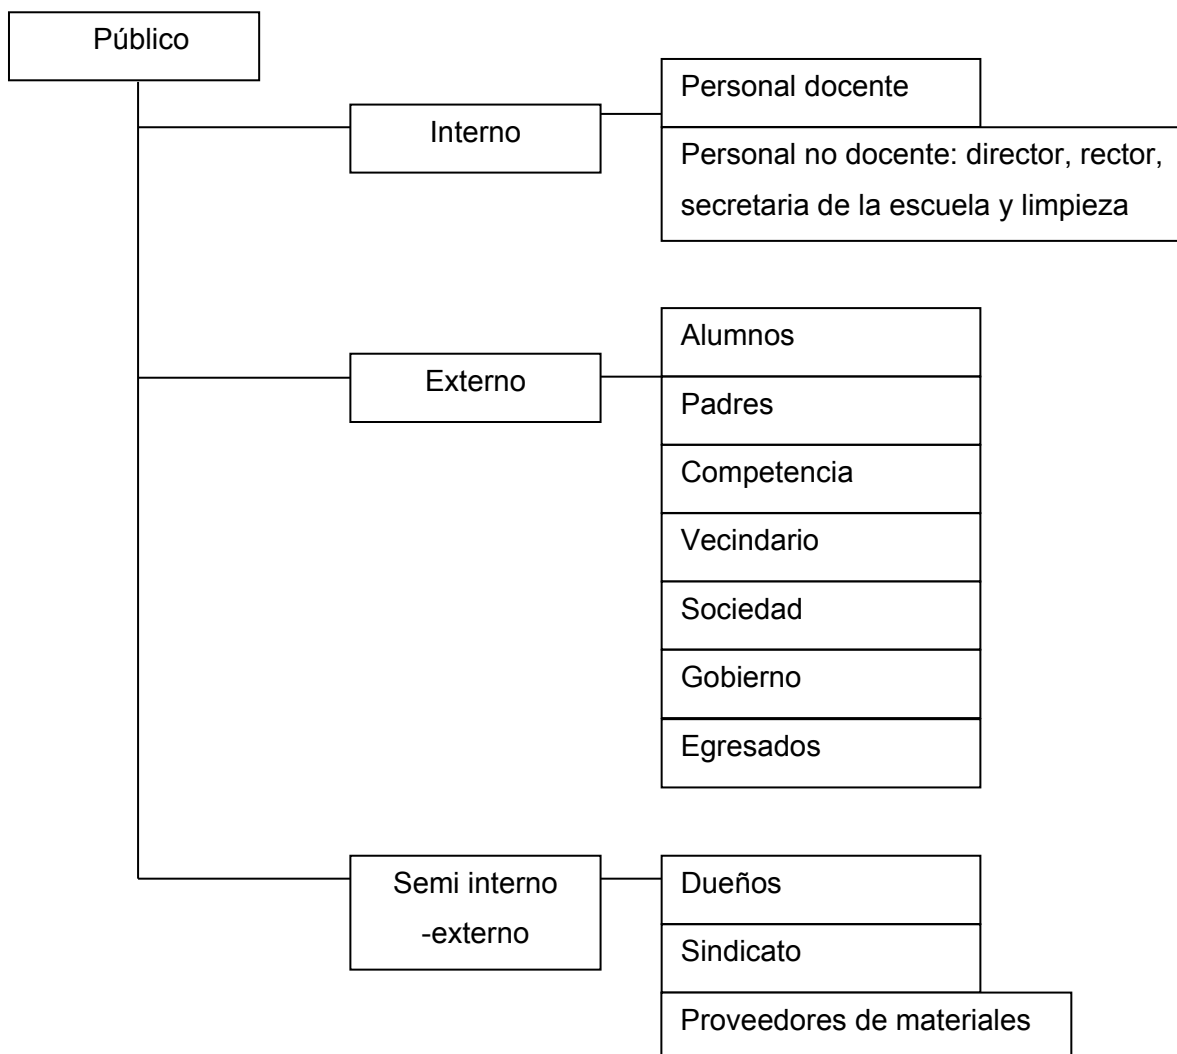 Público
Interno
Personal docente
Personal no docente: director, rector,
secretaria de la escuela y limpieza
Externo
Alumnos
Padres
Competencia
Vecindario
Sociedad
Gobierno
Egresados
Semi interno
-externo
Dueños
Sindicato
Proveedores de materiales